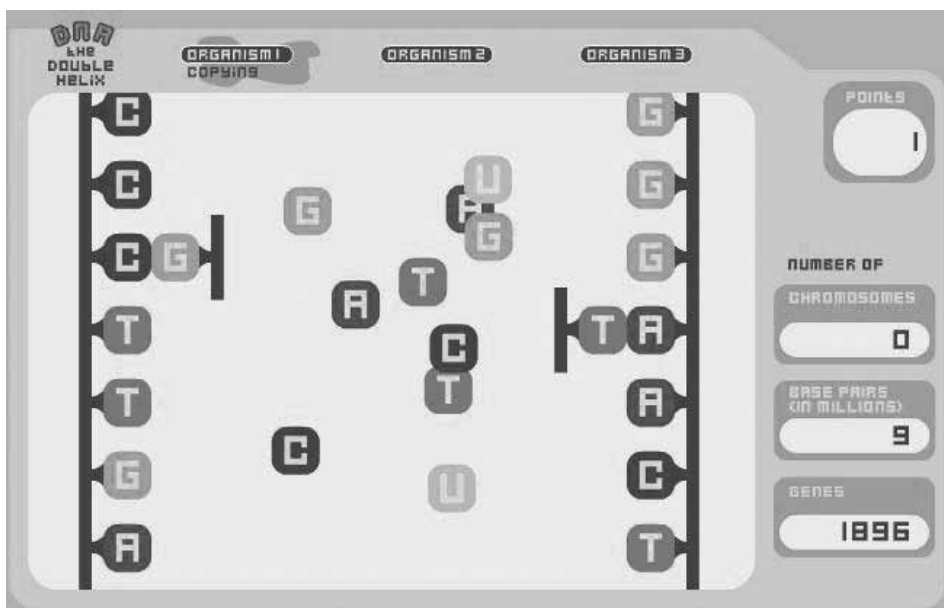 DNA
the
DOUBLE
HELIX
ORGANISM 1
COPYING
ORGANISM 2
ORGANISM 3
POINTS
1
C
G
C
U
G
G
A
G
C
G
G
T
NUMBER OF
CHROMOSOMES
0
A
T
C
T
A
T
T
A
BASE PAIRS
(IN MILLIONS)
9
C
G
U
C
GENES
1896
A
T